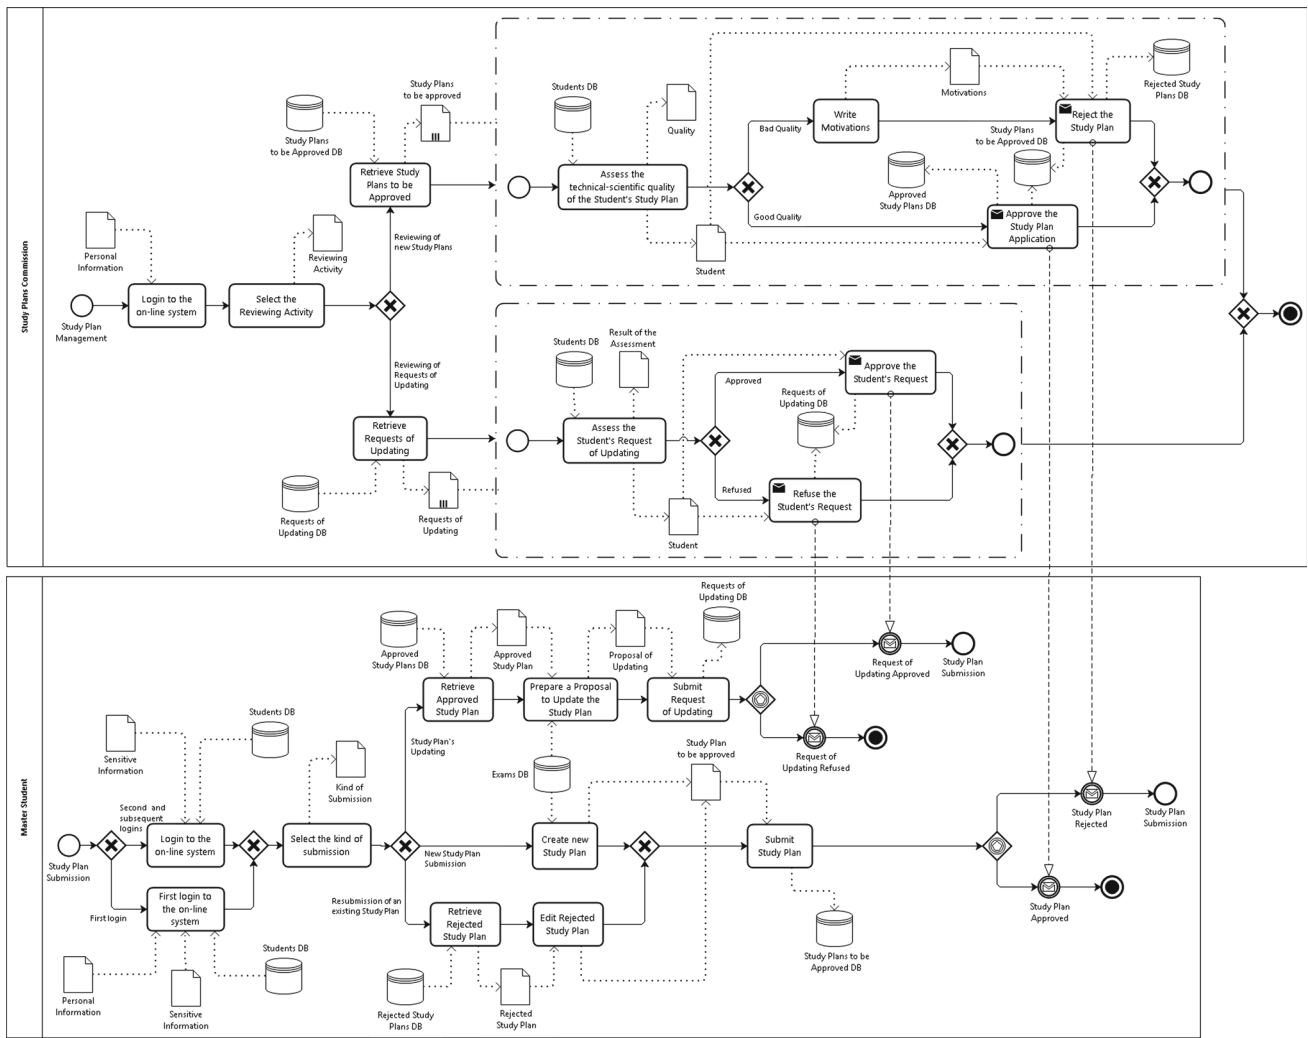 Study Plans Commission
Study Plan
Management
Personal
Information
Login to the
on-line system
Select the
Reviewing Activity
Reviewing
Activity
Reviewing of
new Study Plans
Reviewing of
Requests of
Updating
Study Plans
to be Approved DB
Study Plans
to be approved
Retrieve Study
Plans to be
Approved
Retrieve
Requests of
Updating
Requests of
Updating DB
Requests of
Updating
Students DB
Quality
Assess the
technical-scientific quality
of the Student's Study Plan
Student
Bad Quality
Good Quality
Write
Motivations
Motivations
Reject the
Study Plan
Rejected Study
Plans DB
Study Plans
to be Approved DB
Approved
Study Plans DB
Approve the
Study Plan
Application
Students DB
Result of the
Assessment
Assess the
Student's Request
of Updating
Student
Approved
Refused
Approve the
Student's Request
Requests of
Updating DB
Refuse the
Student's Request
Master Student
Study Plan
Submission
Second and
subsequent
logins
First login
Sensitive
Information
Students DB
Login to the
on-line system
First login to
the on-line
system
Personal
Information
Sensitive
Information
Students DB
Select the kind of
submission
Kind of
Submission
Study Plan's
Updating
New Study Plan
Submission
Resubmission of an
existing Study Plan
Approved
Study Plans DB
Retrieve
Approved
Study Plan
Approved
Study Plan
Prepare a Proposal
to Update the
Study Plan
Proposal of
Updating
Submit
Request
of Updating
Requests of
Updating DB
Request of
Updating Approved
Study Plan
Submission
Request of
Updating Refused
Exams DB
Create new
Study Plan
Study Plan
to be approved
Retrieve
Rejected
Study Plan
Edit Rejected
Study Plan
Rejected Study
Plans DB
Rejected
Study Plan
Submit
Study Plan
Study Plans to be
Approved DB
Study Plan
Rejected
Study Plan
Submission
Study Plan
Approved